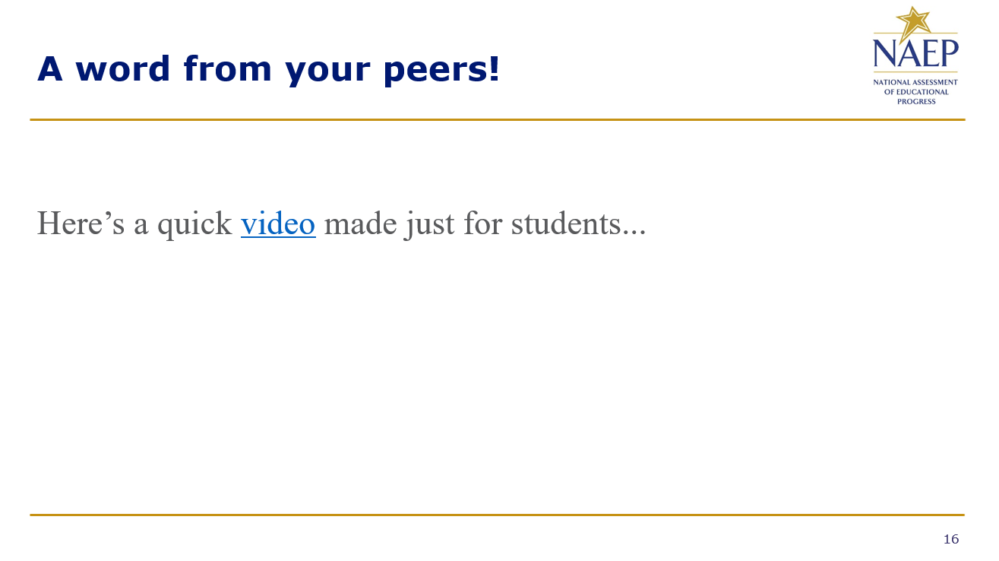 A word from your peers!
NAEP
NATIONAL ASSESSMENT
OF EDUCATIONAL
PROGRESS
Here’s a quick video made just for students...
16